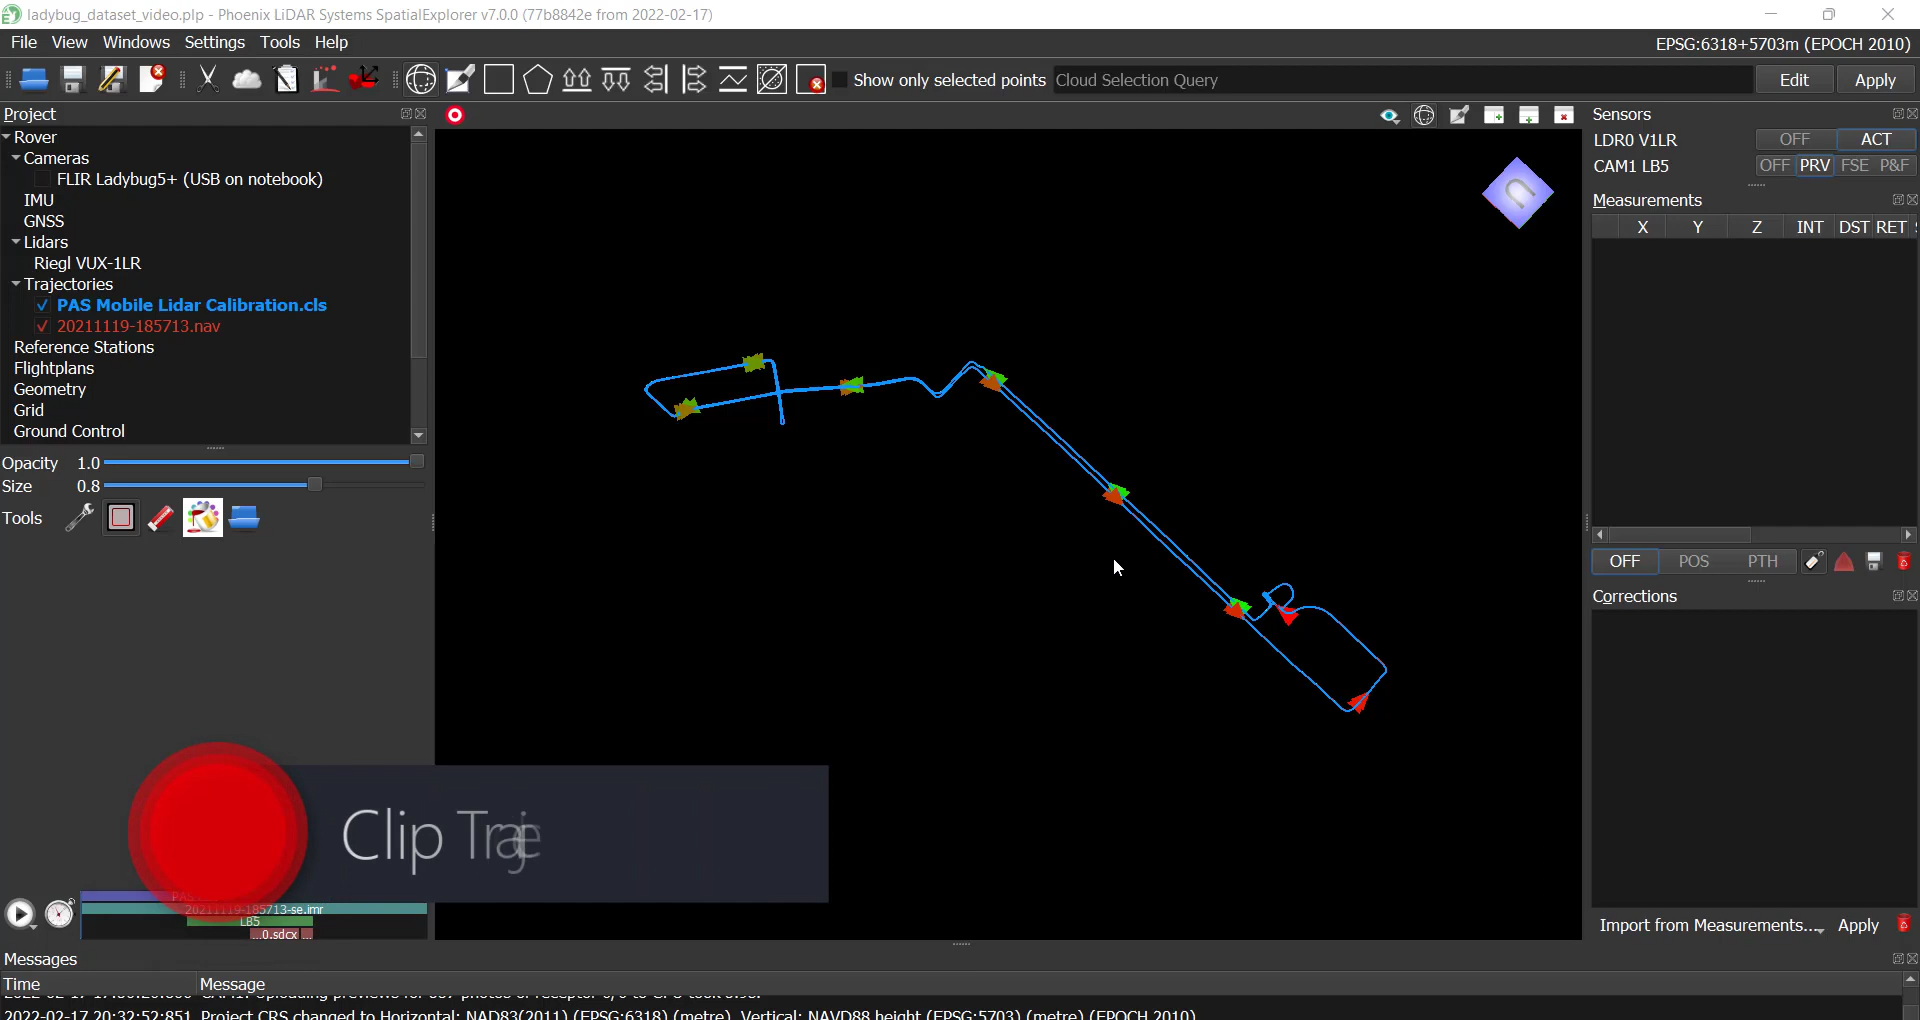 ladybug_dataset_video.plp - Phoenix LiDAR Systems SpatialExplorer v7.0.0 (77b8842e from 2022-02-17)
File View Windows Settings Tools Help
EPSG:6318+5703m (EPOCH 2010)
Show only selected points Cloud Selection Query Edit Apply
Project
Rover
Cameras
FLIR Ladybug5+ (USB on notebook)
IMU
GNSS
Lidars
Riegl VUX-1LR
Trajectories
PAS Mobile Lidar Calibration.cls
20211119-185713.nav
Reference Stations
Flightplans
Geometry
Grid
Ground Control
Opacity 1.0
Size 0.8
Tools
Clip Traje
PAS
20211119-185713-se.imr
LB5
...0.sdcx ...
Sensors
LDR0 V1LR OFF ACT
CAM1 LB5 OFF PRV FSE P&F
Measurements
X Y Z INT DST RET
OFF POS PTH
Corrections
Import from Measurements... Apply
Messages
Time Message
2022-02-17 20:32:52:851 Project CRS changed to Horizontal: NAD83(2011) (EPSG:6318) (metre) Vertical: NAVD88 height (EPSG:5703) (metre) (EPOCH 2010)